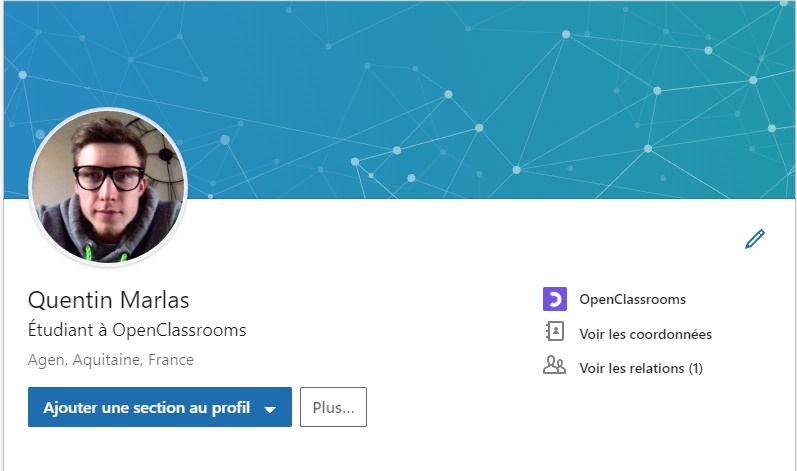 Quentin Marlas
Étudiant à OpenClassrooms
Agen, Aquitaine, France
Ajouter une section au profil
Plus...
OpenClassrooms
Voir les coordonnées
Voir les relations (1)